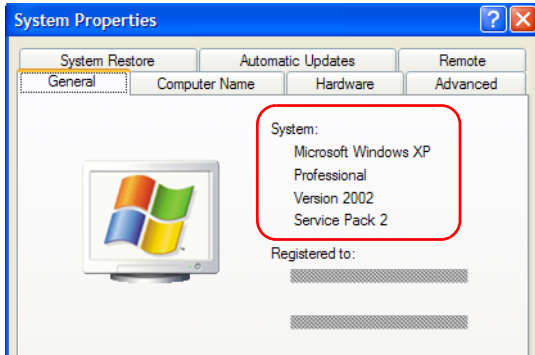 System Properties
System Restore Automatic Updates Remote
General Computer Name Hardware Advanced
System:
Microsoft Windows XP
Professional
Version 2002
Service Pack 2
Registered to: